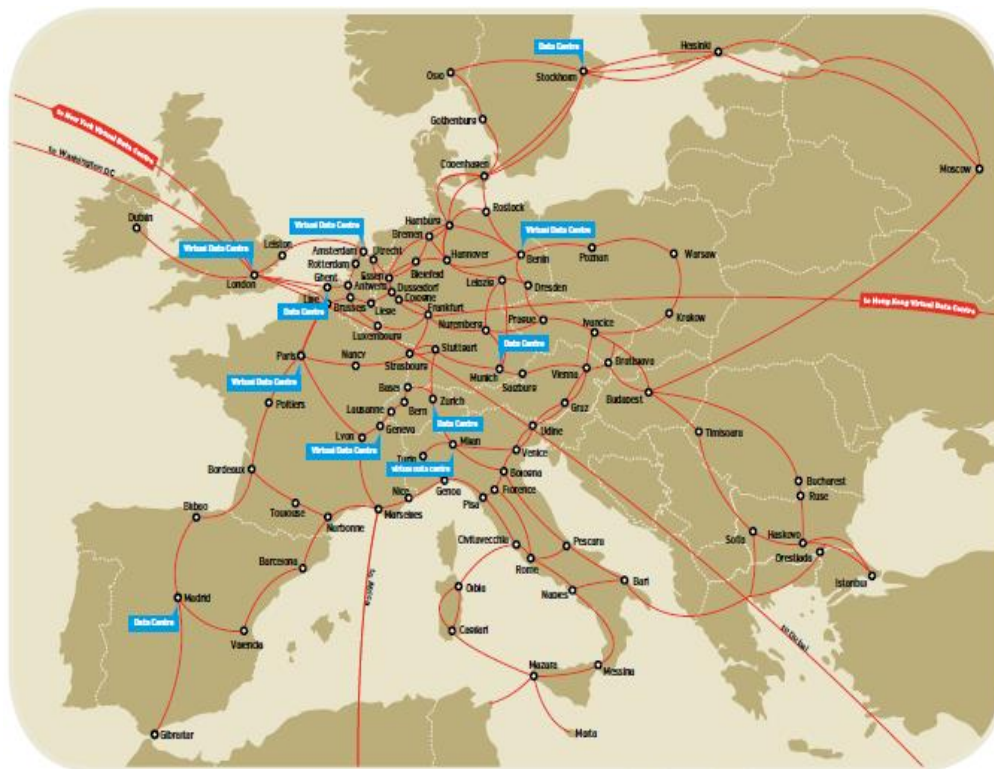 Data Centre
Helsinki
Oslo
Stockholm
to New York Virtual Data Centre
Gothenburg
to Washington DC
Copenhagen
Moscow
Dublin
Rostock
Virtual Data Centre
Hamburg
Bremen
Virtual Data Centre
Leiston
Amsterdam
Utrecht
Hannover
Berlin
Poznan
Warsaw
Virtual Data Centre
Rotterdam
Essen
Bielefeld
London
Ghent
Antwerp
Dusseldorf
Leipzig
Dresden
Cologne
to Hong Kong Virtual Data Centre
Lille
Brussels
Liege
Frankfurt
Data Centre
Prague
Krakow
Luxembourg
Nuremberg
Ivancice
Paris
Nancy
Stuttgart
Data Centre
Strasbourg
Munich
Salzburg
Vienna
Bratislava
Virtual Data Centre
Basel
Zurich
Budapest
Poitiers
Lausanne
Bern
Graz
Geneva
Data Centre
Udine
Timisoara
Lyon
Virtual Data Centre
Milan
Venice
Turin
virtual data centre
Bordeaux
Bologna
Bucharest
Nice
Genoa
Pisa
Florence
Ruse
Bilbao
Toulouse
Narbonne
Marseilles
Sofia
Haskovo
Civitavecchia
Pescara
Orestiada
Barcelona
Rome
Istanbul
to Africa
Olbia
Naples
Bari
Madrid
Data Centre
Valencia
Cagliari
to Dubai
Mazara
Messina
Gibraltar
Malta